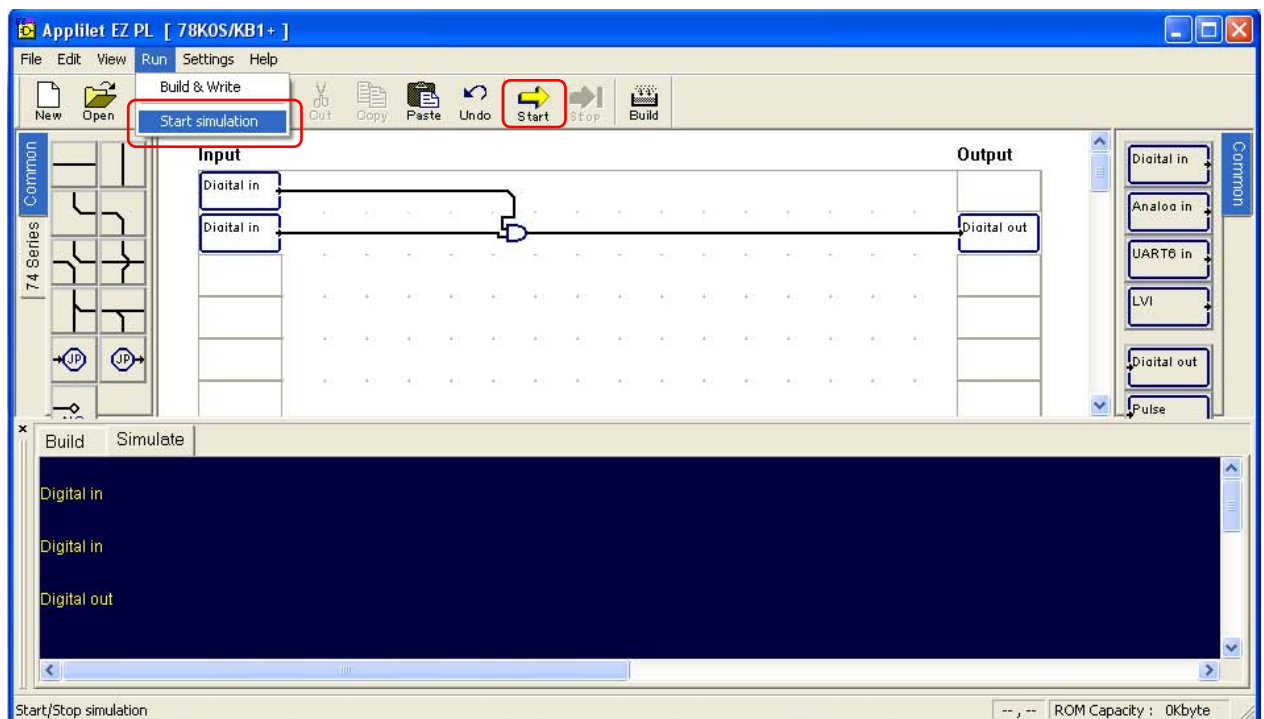 Applilet EZ PL [ 78K0S/KB1+ ]
File Edit View Run Settings Help
Build & Write
Start simulation
New Open Cut Copy Paste Undo Start Stop Build
Common
74 Series
JP JP
Input Output
Digital in
Digital in
Digital out
Digital in
Analog in
UART6 in
LVI
Digital out
Pulse
Common
Build Simulate
Digital in
Digital in
Digital out
Start/Stop simulation
-- , -- ROM Capacity : 0Kbyte